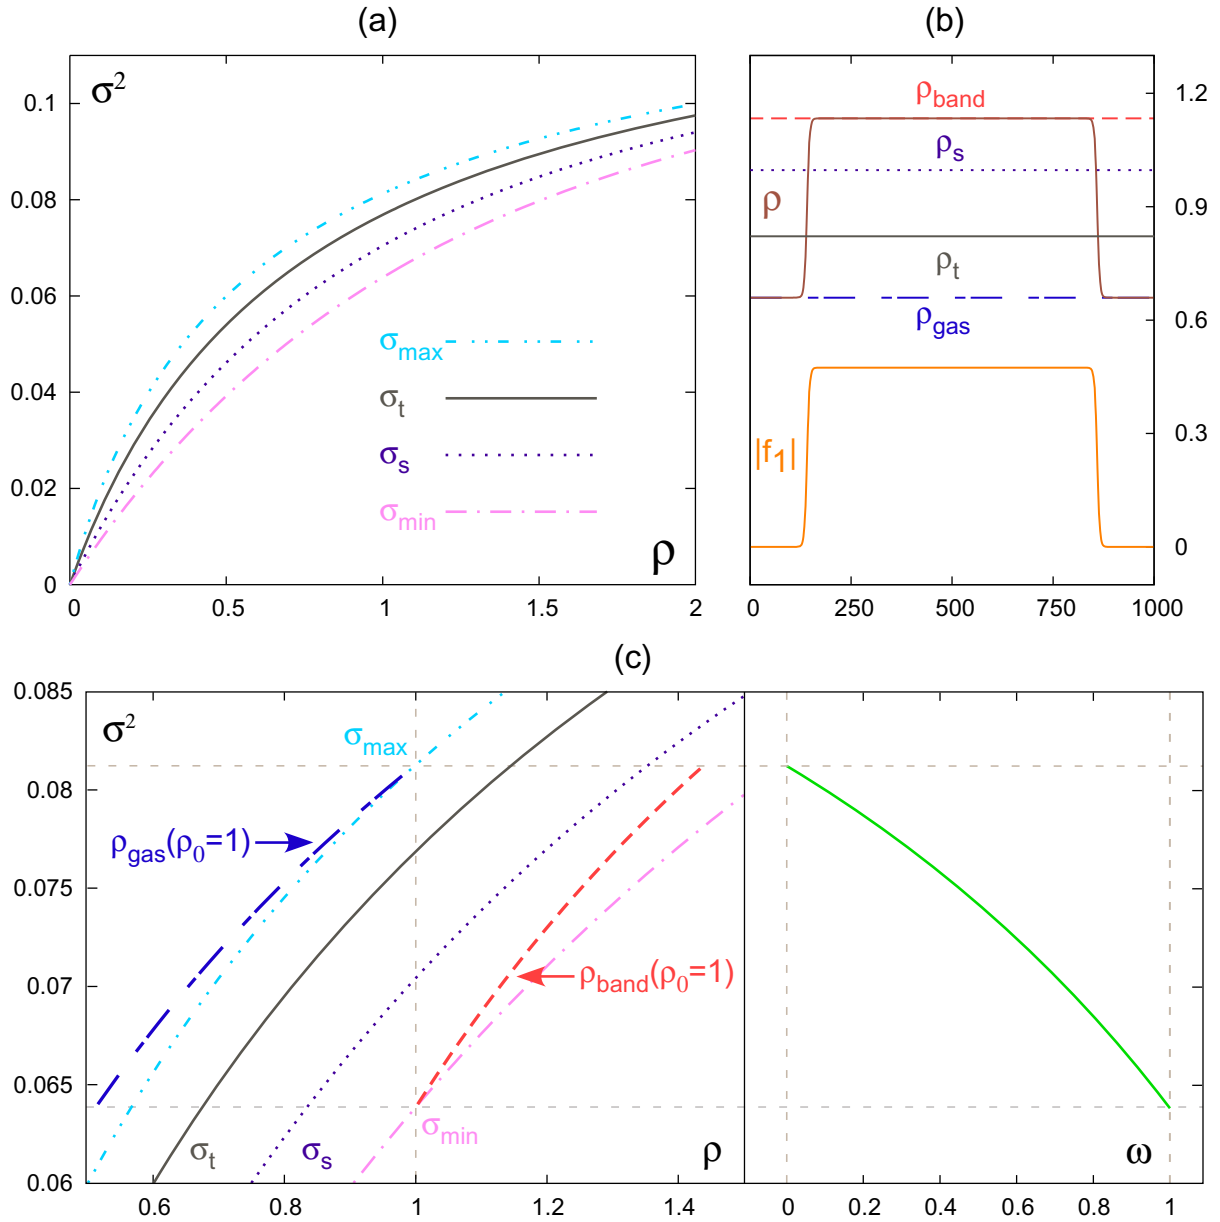 (a)
(b)
σ²
0.1
0.08
0.06
0.04
0.02
0
σmax
σt
σs
σmin
ρ
0 0.5 1 1.5 2
ρband
ρs
ρ
ρt
ρgas
|f1|
1.2
0.9
0.6
0.3
0
0 250 500 750 1000
(c)
0.085
0.08
0.075
0.07
0.065
0.06
σ²
σmax
ρgas(ρ0=1)
ρband(ρ0=1)
σmin
σt
σs
ρ
ω
0.6 0.8 1 1.2 1.4
0 0.2 0.4 0.6 0.8 1